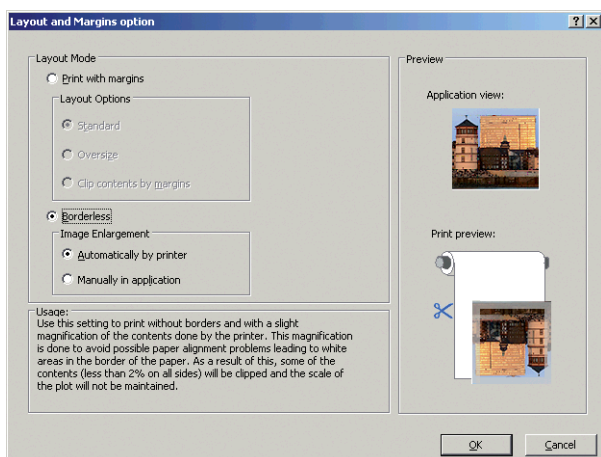 Layout and Margins option
Layout Mode
Print with margins
Layout Options
Standard
Oversize
Clip contents by margins
Borderless
Image Enlargement
Automatically by printer
Manually in application
Usage:
Use this setting to print without borders and with a slight
magnification of the contents done by the printer. This magnification
is done to avoid possible paper alignment problems leading to white
areas in the border of the paper. As a result of this, some of the
contents (less than 2% on all sides) will be clipped and the scale of
the plot will not be maintained.
Preview
Application view:
Print preview:
OK
Cancel